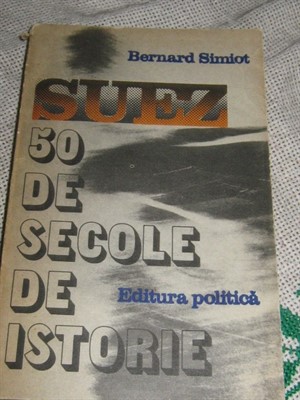 Bernard Simiot
SUEZ
50
DE
SECOLE
DE
Editura politică
ISTORIE